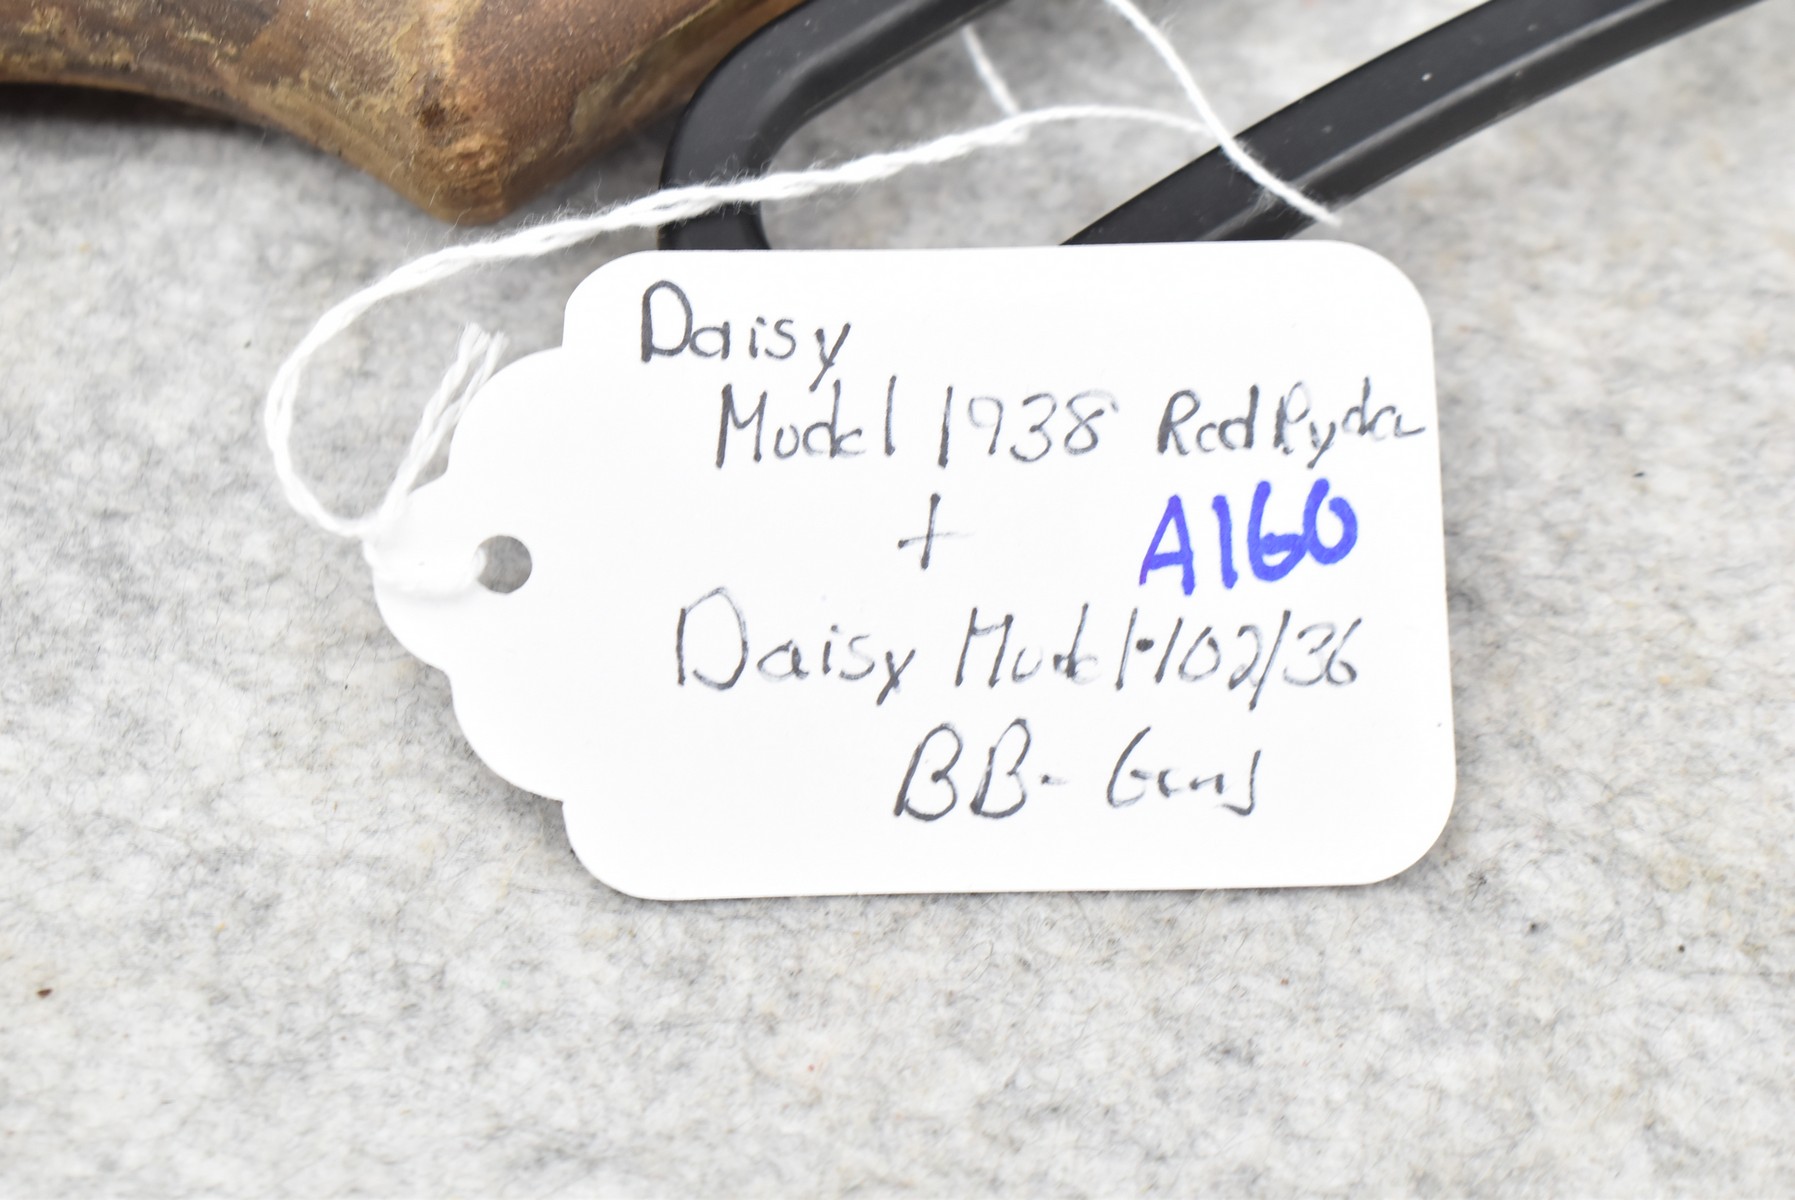 Daisy
Model 1938 Red Ryder
+ A160
Daisy Model 102/36
BB-Guns